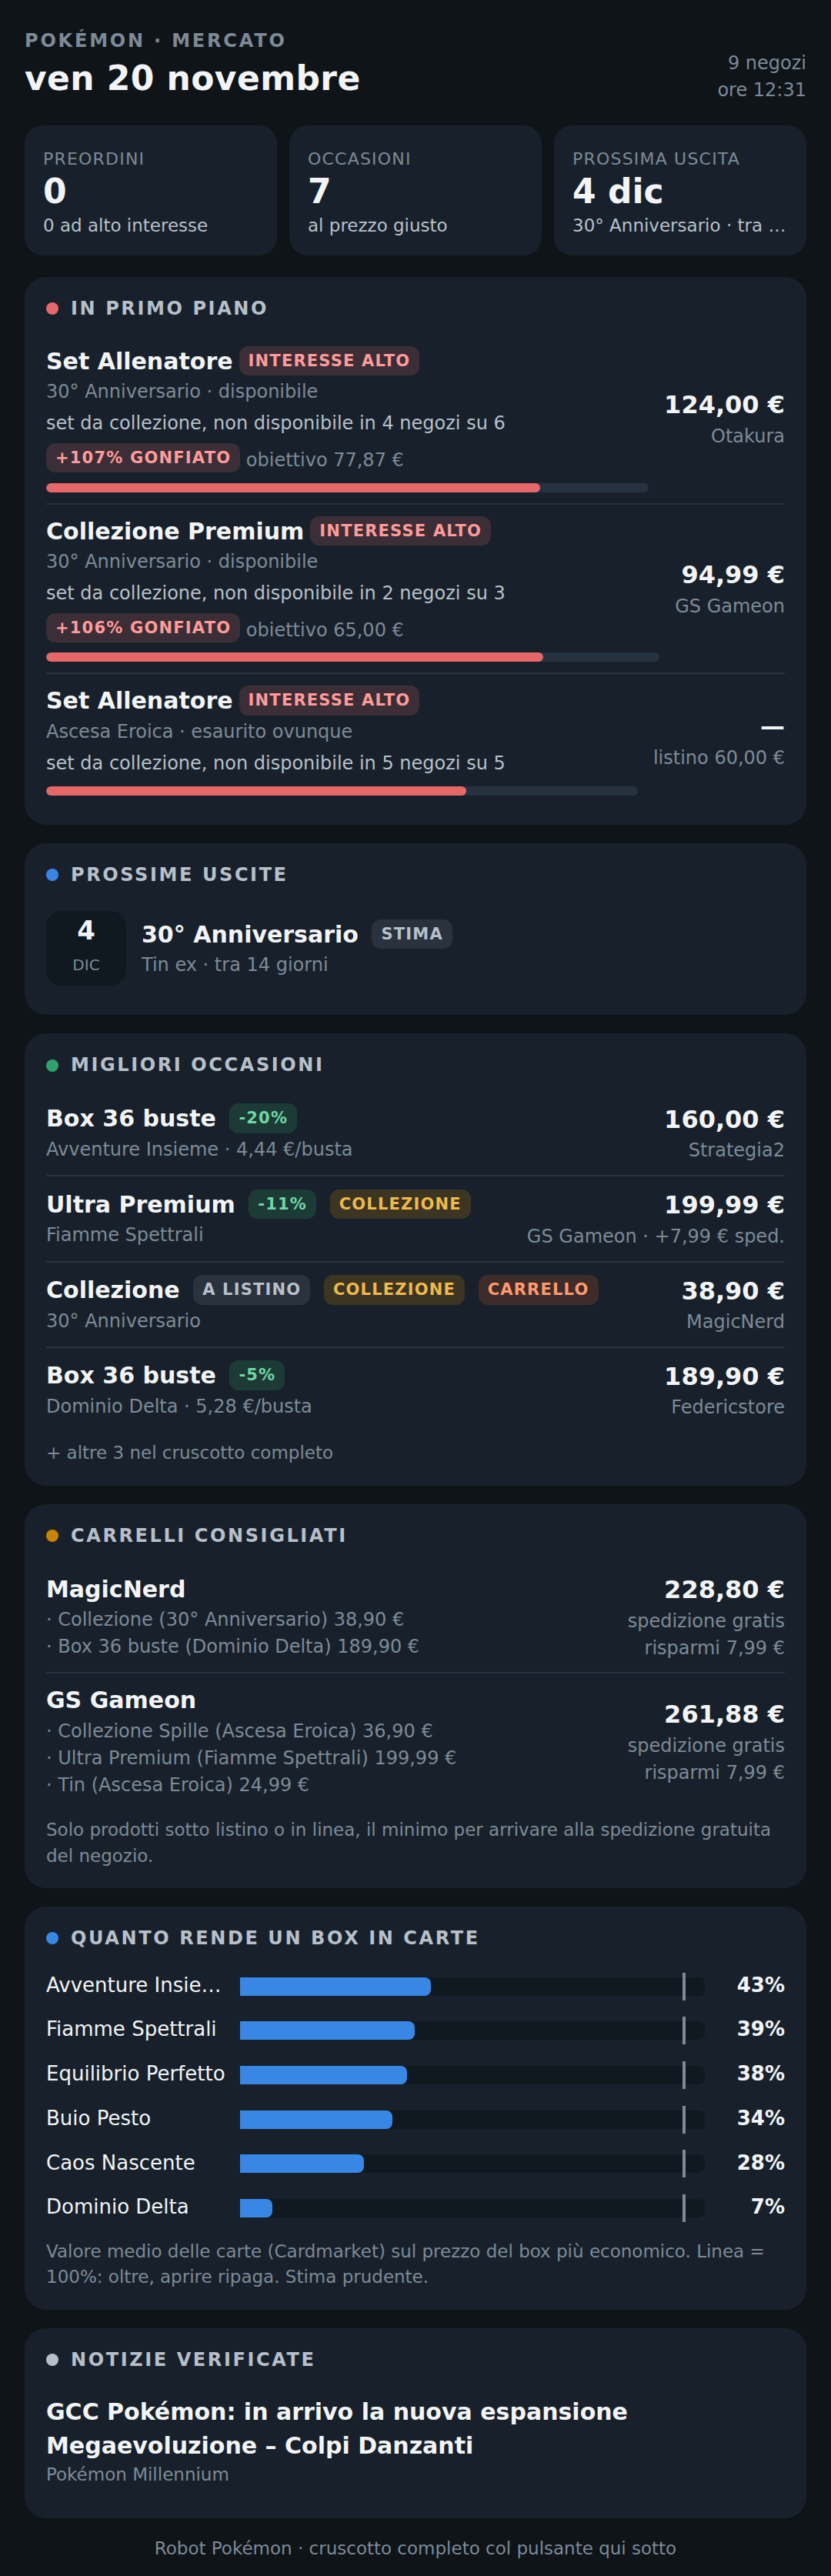 POKÉMON · MERCATO
ven 20 novembre
9 negozi
ore 12:31
PREORDINI
0
0 ad alto interesse
OCCASIONI
7
al prezzo giusto
PROSSIMA USCITA
4 dic
30° Anniversario · tra …
IN PRIMO PIANO
Set Allenatore INTERESSE ALTO
30° Anniversario · disponibile
set da collezione, non disponibile in 4 negozi su 6
+107% GONFIATO obiettivo 77,87 €
124,00 €
Otakura
Collezione Premium INTERESSE ALTO
30° Anniversario · disponibile
set da collezione, non disponibile in 2 negozi su 3
+106% GONFIATO obiettivo 65,00 €
94,99 €
GS Gameon
Set Allenatore INTERESSE ALTO
Ascesa Eroica · esaurito ovunque
set da collezione, non disponibile in 5 negozi su 5
—
listino 60,00 €
PROSSIME USCITE
4
DIC
30° Anniversario STIMA
Tin ex · tra 14 giorni
MIGLIORI OCCASIONI
Box 36 buste -20%
Avventure Insieme · 4,44 €/busta
160,00 €
Strategia2
Ultra Premium -11% COLLEZIONE
Fiamme Spettrali
199,99 €
GS Gameon · +7,99 € sped.
Collezione A LISTINO COLLEZIONE CARRELLO
30° Anniversario
38,90 €
MagicNerd
Box 36 buste -5%
Dominio Delta · 5,28 €/busta
189,90 €
Federicstore
+ altre 3 nel cruscotto completo
CARRELLI CONSIGLIATI
MagicNerd
· Collezione (30° Anniversario) 38,90 €
· Box 36 buste (Dominio Delta) 189,90 €
228,80 €
spedizione gratis
risparmi 7,99 €
GS Gameon
· Collezione Spille (Ascesa Eroica) 36,90 €
· Ultra Premium (Fiamme Spettrali) 199,99 €
· Tin (Ascesa Eroica) 24,99 €
261,88 €
spedizione gratis
risparmi 7,99 €
Solo prodotti sotto listino o in linea, il minimo per arrivare alla spedizione gratuita
del negozio.
QUANTO RENDE UN BOX IN CARTE
Avventure Insie… 43%
Fiamme Spettrali 39%
Equilibrio Perfetto 38%
Buio Pesto 34%
Caos Nascente 28%
Dominio Delta 7%
Valore medio delle carte (Cardmarket) sul prezzo del box più economico. Linea =
100%: oltre, aprire ripaga. Stima prudente.
NOTIZIE VERIFICATE
GCC Pokémon: in arrivo la nuova espansione
Megaevoluzione – Colpi Danzanti
Pokémon Millennium
Robot Pokémon · cruscotto completo col pulsante qui sotto